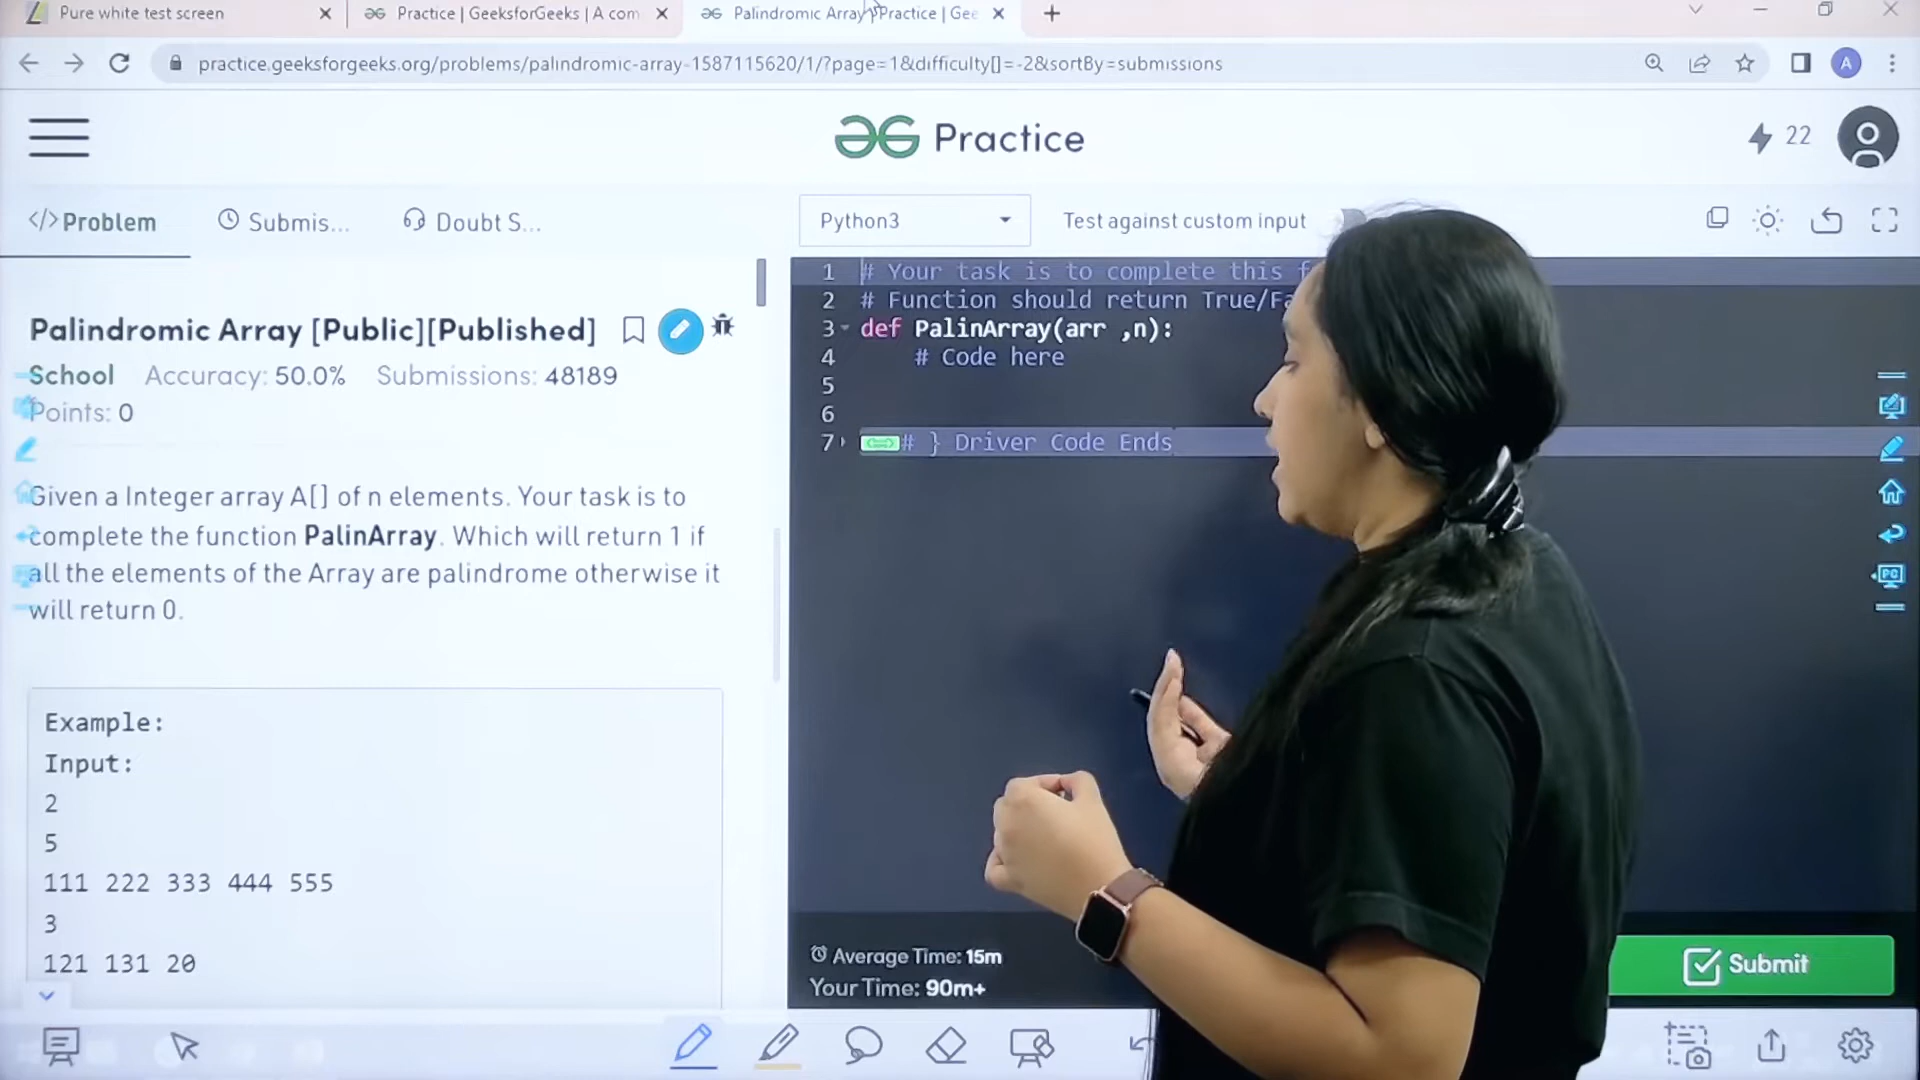 Pure white test screen
Practice | GeeksforGeeks | A com
Palindromic Array | Practice | Gee
practice.geeksforgeeks.org/problems/palindromic-array-1587115620/1/?page=1&difficulty[]=-2&sortBy=submissions
A
Practice
22
</> Problem
Submis...
Doubt S...
Python3
Test against custom input
Palindromic Array [Public][Published]
School Accuracy: 50.0% Submissions: 48189
Points: 0
Given a Integer array A[] of n elements. Your task is to
complete the function PalinArray. Which will return 1 if
all the elements of the Array are palindrome otherwise it
will return 0.
Example:
Input:
2
5
111 222 333 444 555
3
121 131 20
1 # Your task is to complete this f
2 # Function should return True/Fa
3 def PalinArray(arr ,n):
4 # Code here
5
6
7 # } Driver Code Ends
PC
Average Time: 15m
Your Time: 90m+
Submit